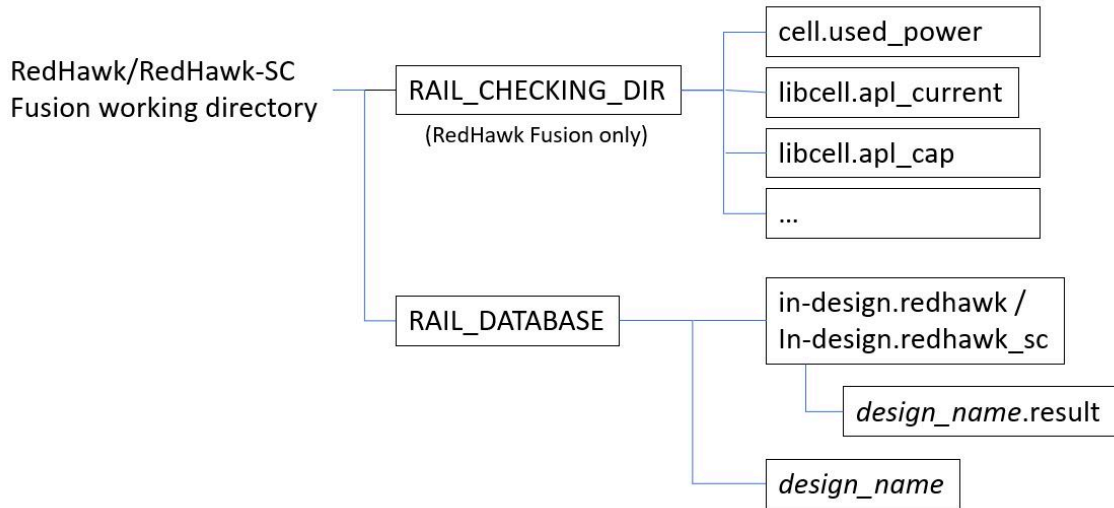 RedHawk/RedHawk-SC
Fusion working directory
RAIL_CHECKING_DIR
(RedHawk Fusion only)
cell.used_power
libcell.apl_current
libcell.apl_cap
...
RAIL_DATABASE
in-design.redhawk /
In-design.redhawk_sc
design_name.result
design_name